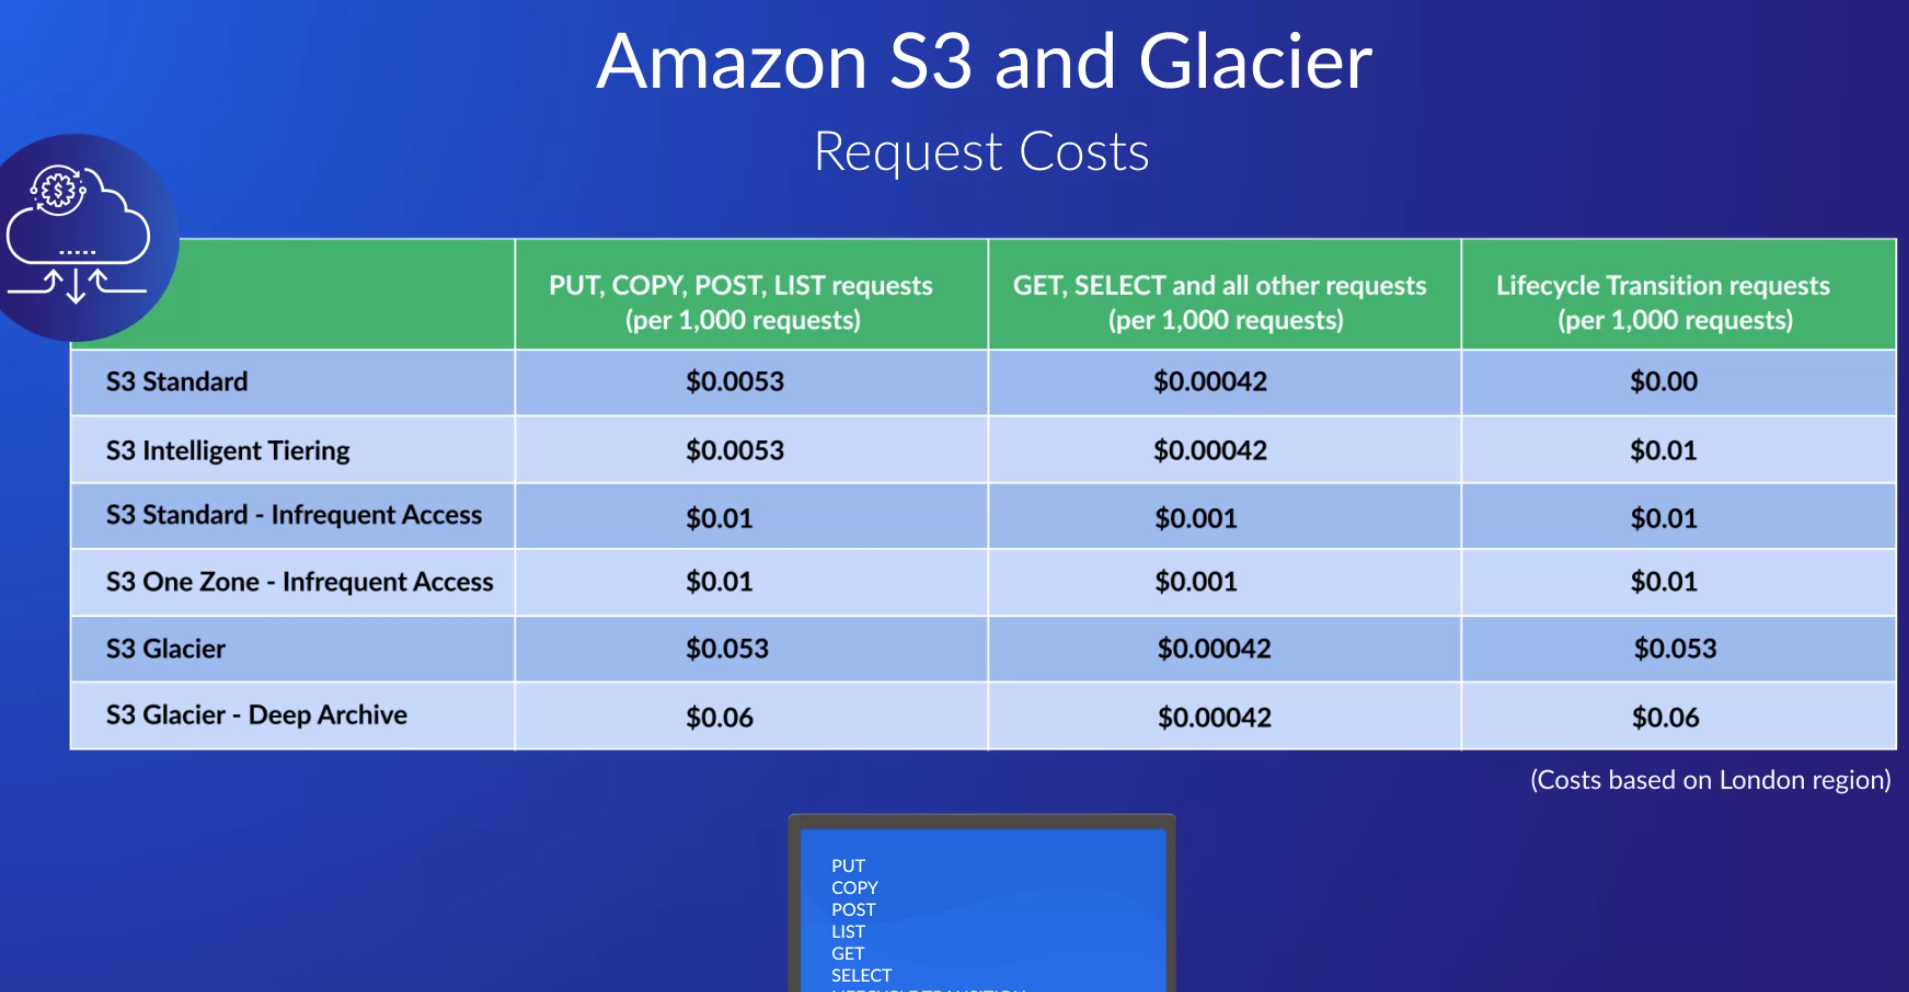 Amazon S3 and Glacier
Request Costs
PUT, COPY, POST, LIST requests (per 1,000 requests)
GET, SELECT and all other requests (per 1,000 requests)
Lifecycle Transition requests (per 1,000 requests)
S3 Standard $0.0053 $0.00042 $0.00
S3 Intelligent Tiering $0.0053 $0.00042 $0.01
S3 Standard - Infrequent Access $0.01 $0.001 $0.01
S3 One Zone - Infrequent Access $0.01 $0.001 $0.01
S3 Glacier $0.053 $0.00042 $0.053
S3 Glacier - Deep Archive $0.06 $0.00042 $0.06
(Costs based on London region)
PUT
COPY
POST
LIST
GET
SELECT